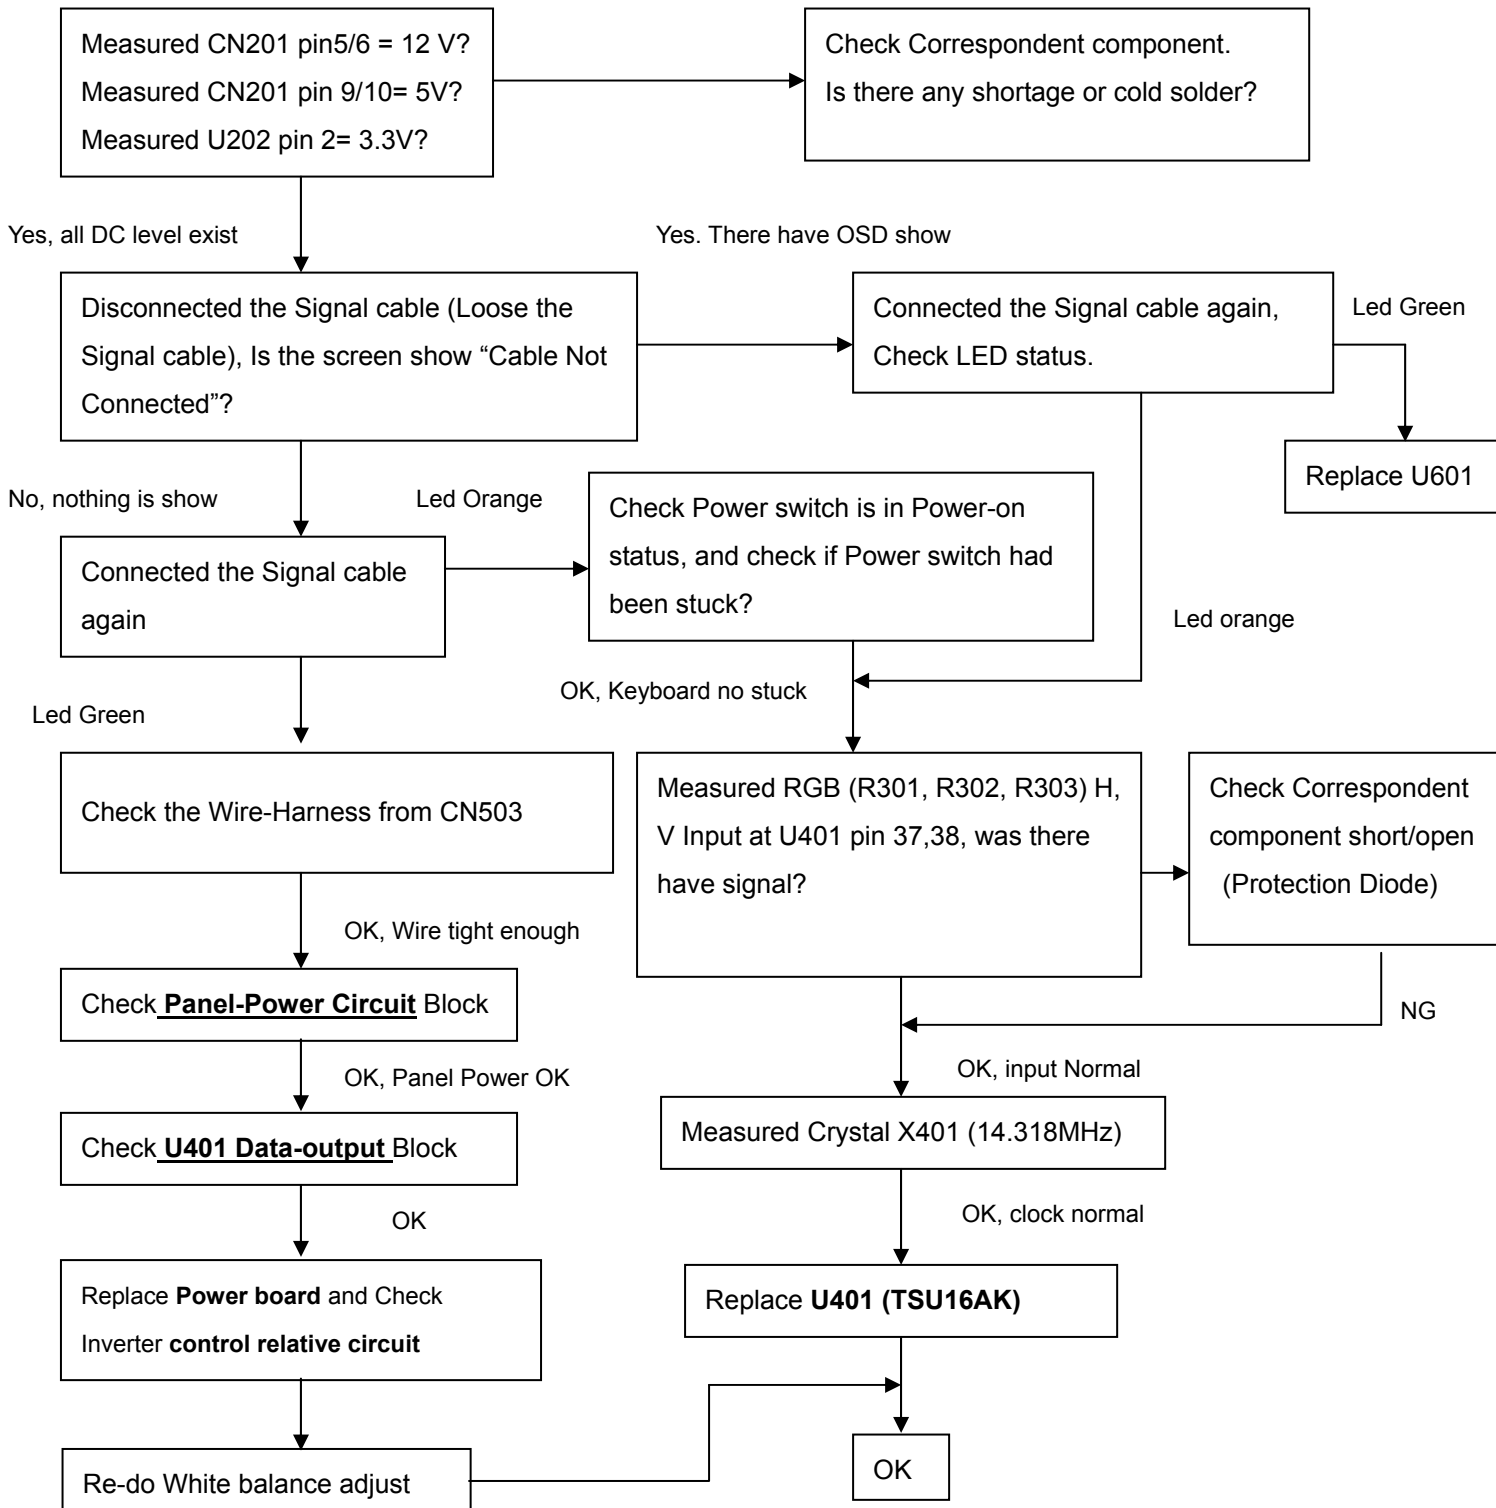 Measured CN201 pin5/6 = 12 V?
Measured CN201 pin 9/10= 5V?
Measured U202 pin 2= 3.3V?
Check Correspondent component.
Is there any shortage or cold solder?
Yes, all DC level exist
Yes. There have OSD show
Disconnected the Signal cable (Loose the
Signal cable), Is the screen show “Cable Not
Connected”?
Connected the Signal cable again,
Check LED status.
Led Green
Replace U601
No, nothing is show
Led Orange
Connected the Signal cable
again
Check Power switch is in Power-on
status, and check if Power switch had
been stuck?
Led orange
OK, Keyboard no stuck
Led Green
Check the Wire-Harness from CN503
Measured RGB (R301, R302, R303) H,
V Input at U401 pin 37,38, was there
have signal?
Check Correspondent
component short/open
(Protection Diode)
OK, Wire tight enough
NG
Check Panel-Power Circuit Block
OK, input Normal
OK, Panel Power OK
Measured Crystal X401 (14.318MHz)
Check U401 Data-output Block
OK, clock normal
OK
Replace Power board and Check
Inverter control relative circuit
Replace U401 (TSU16AK)
Re-do White balance adjust
OK